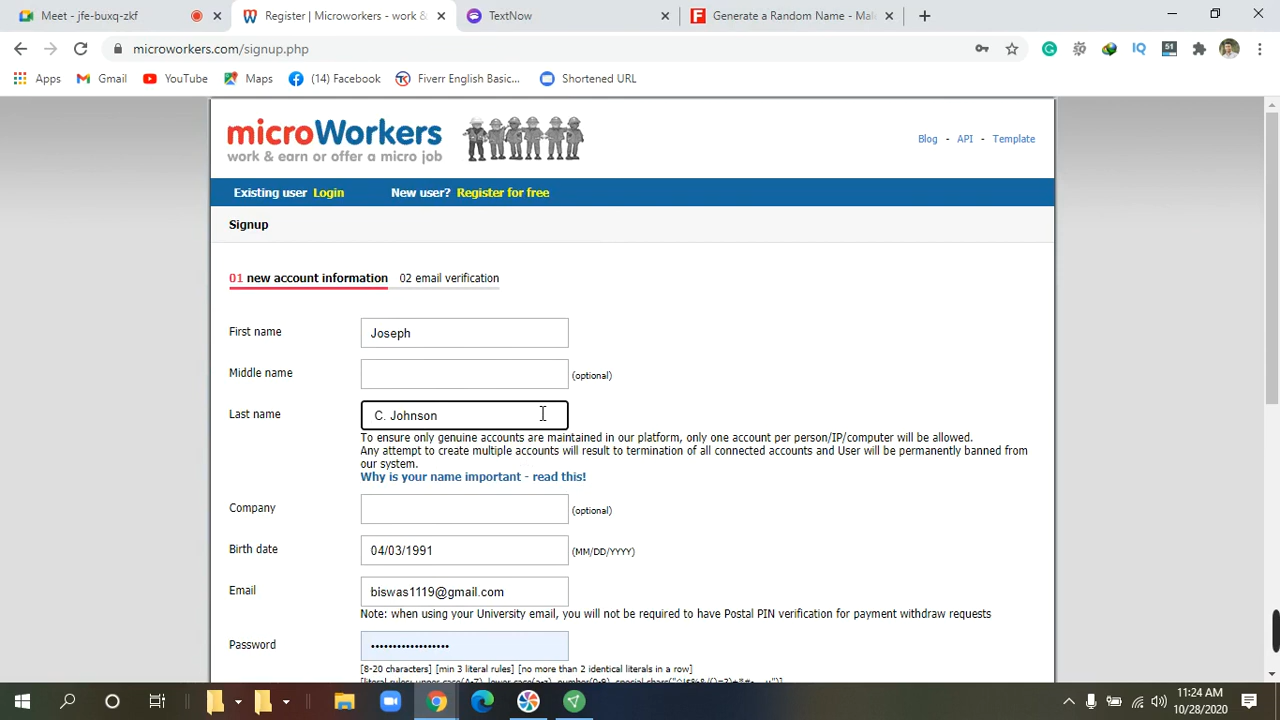 Meet - jfe-buxq-zkf
Register | Microworkers - work &
TextNow
Generate a Random Name - Mak
microworkers.com/signup.php
Apps
Gmail
YouTube
Maps
(14) Facebook
Fiverr English Basic...
Shortened URL
microWorkers
work & earn or offer a micro job
Blog - API - Template
Existing user Login New user? Register for free
Signup
01 new account information 02 email verification
First name Joseph
Middle name (optional)
Last name C. Johnson
To ensure only genuine accounts are maintained in our platform, only one account per person/IP/computer will be allowed.
Any attempt to create multiple accounts will result to termination of all connected accounts and User will be permanently banned from
our system.
Why is your name important - read this!
Company (optional)
Birth date 04/03/1991 (MM/DD/YYYY)
Email biswas1119@gmail.com
Note: when using your University email, you will not be required to have Postal PIN verification for payment withdraw requests
Password ••••••••••••••••••
[8-20 characters] [min 3 literal rules] [no more than 2 identical literals in a row]
11:24 AM
10/28/2020